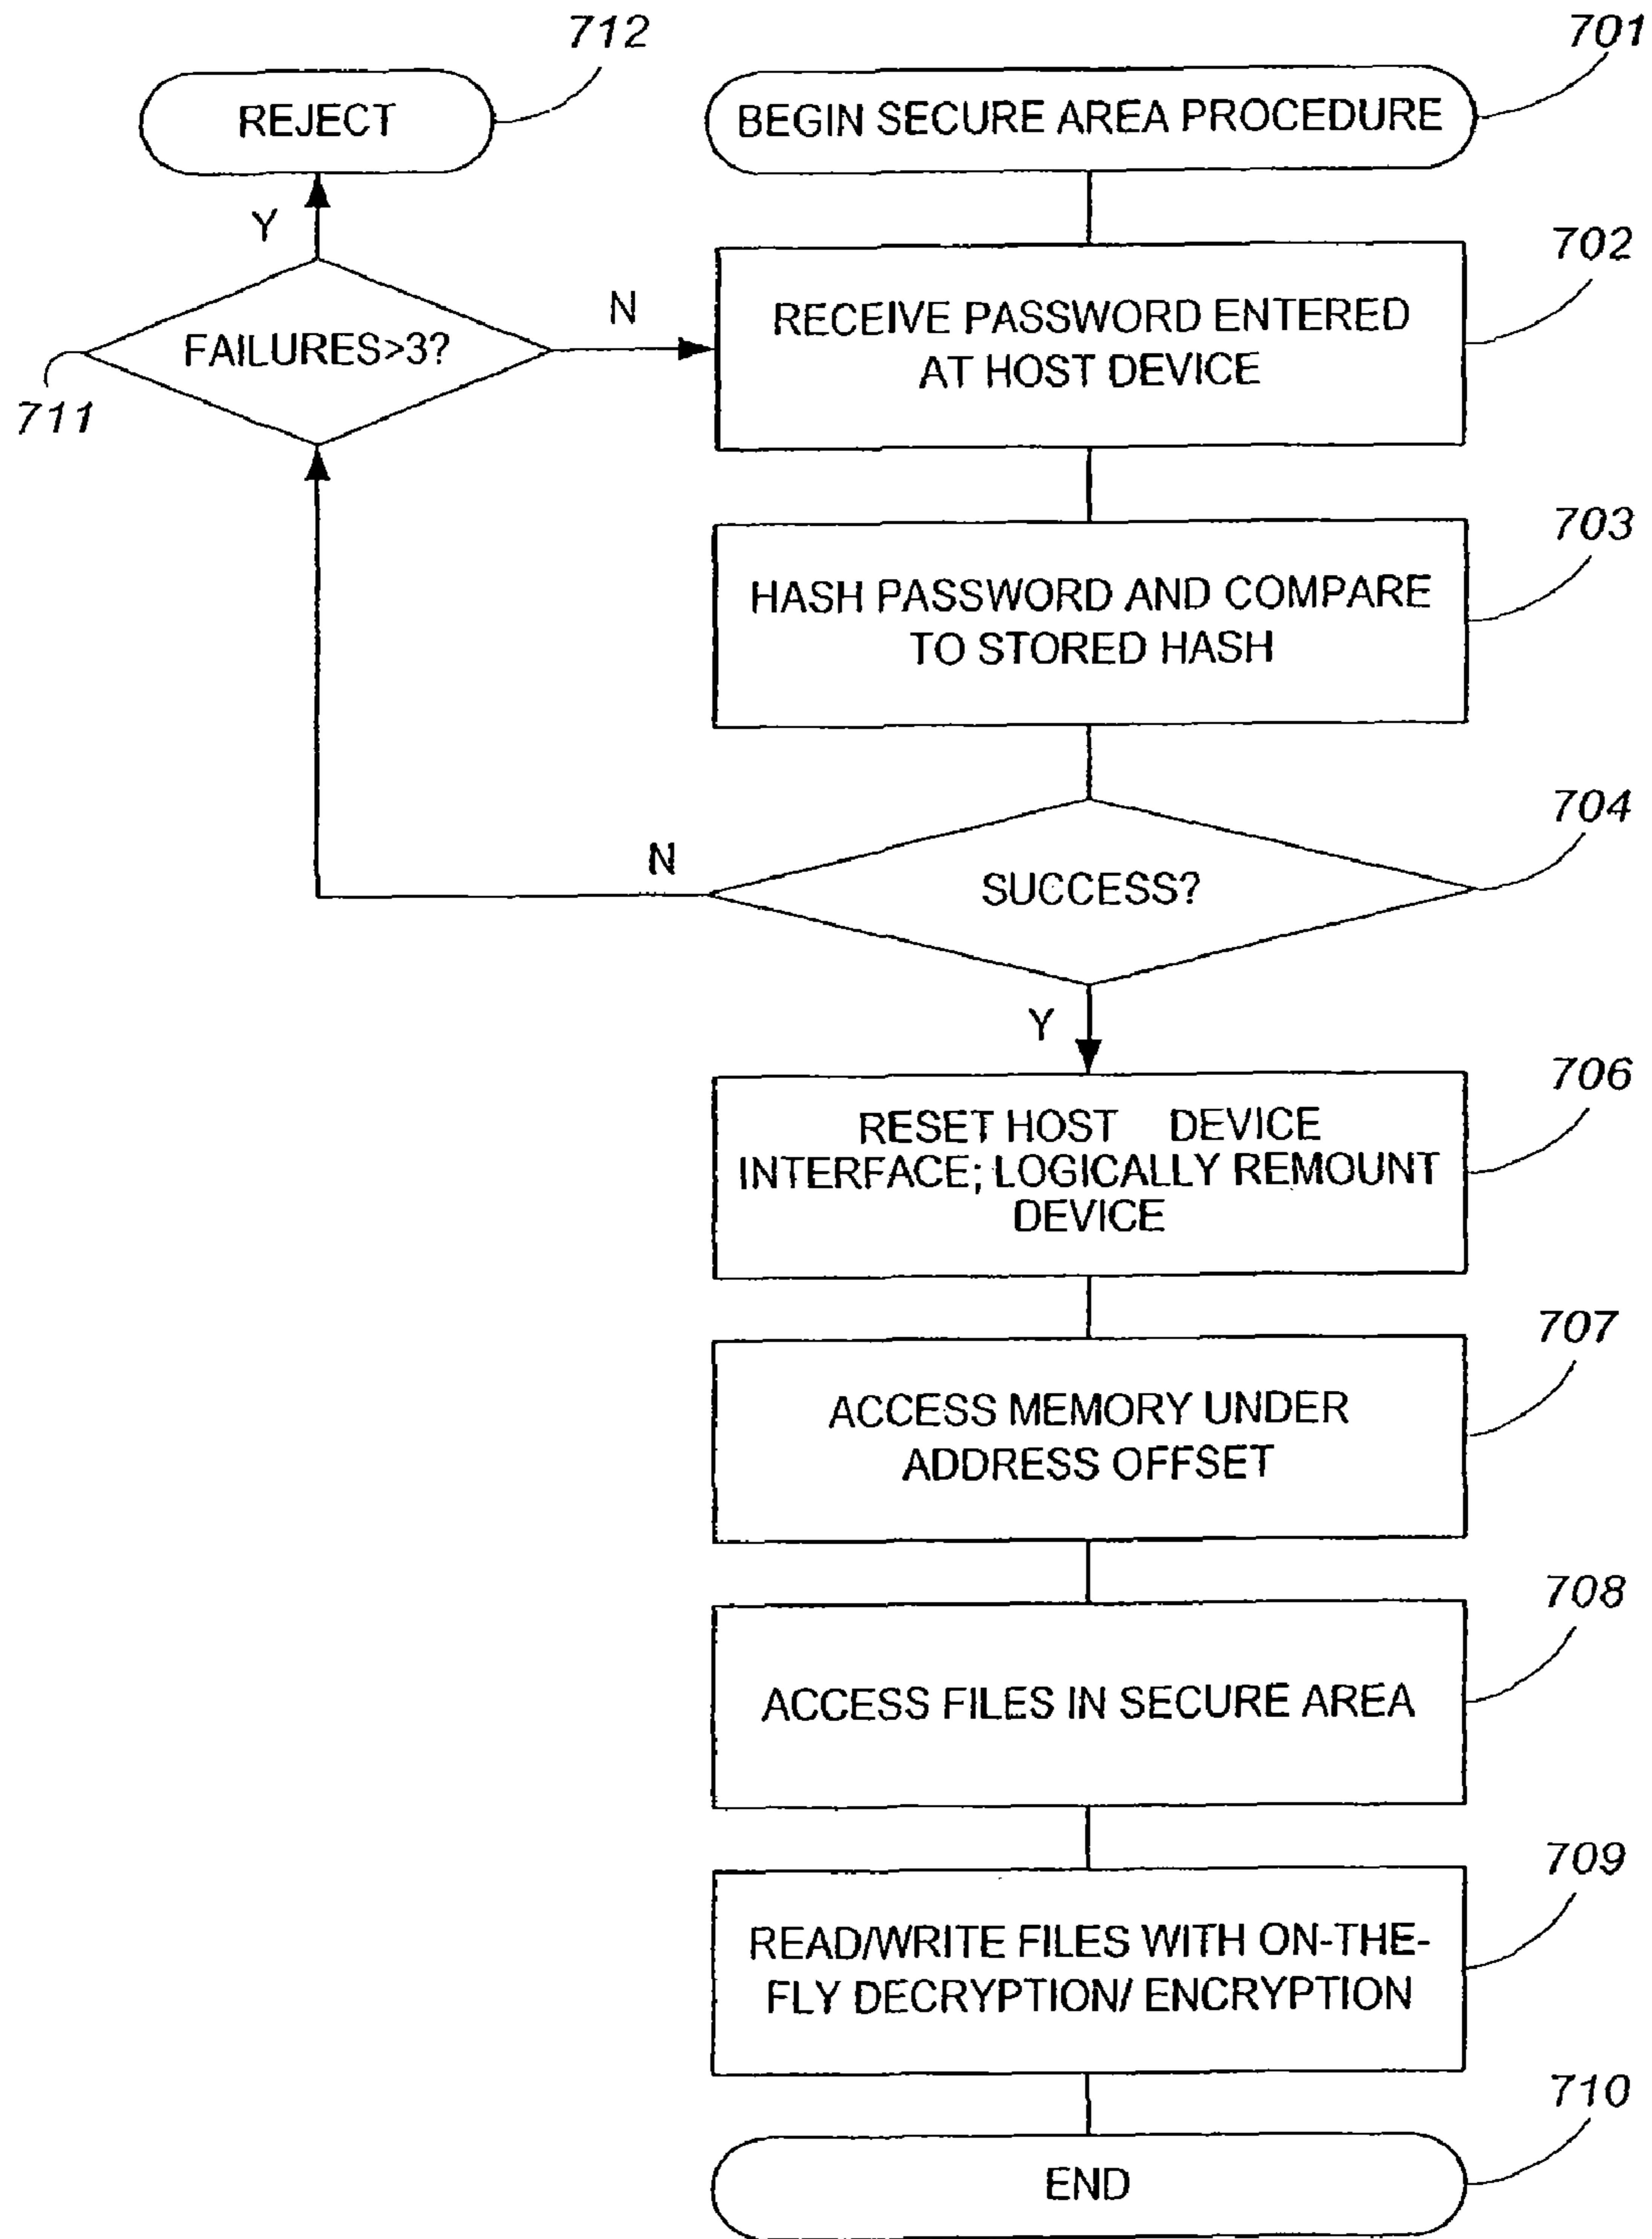 712
701
REJECT
BEGIN SECURE AREA PROCEDURE
Y
702
N
RECEIVE PASSWORD ENTERED
AT HOST DEVICE
FAILURES>3?
711
703
HASH PASSWORD AND COMPARE
TO STORED HASH
704
N
SUCCESS?
Y
706
RESET HOST DEVICE
INTERFACE; LOGICALLY REMOUNT
DEVICE
707
ACCESS MEMORY UNDER
ADDRESS OFFSET
708
ACCESS FILES IN SECURE AREA
709
READ/WRITE FILES WITH ON-THE-
FLY DECRYPTION/ ENCRYPTION
710
END